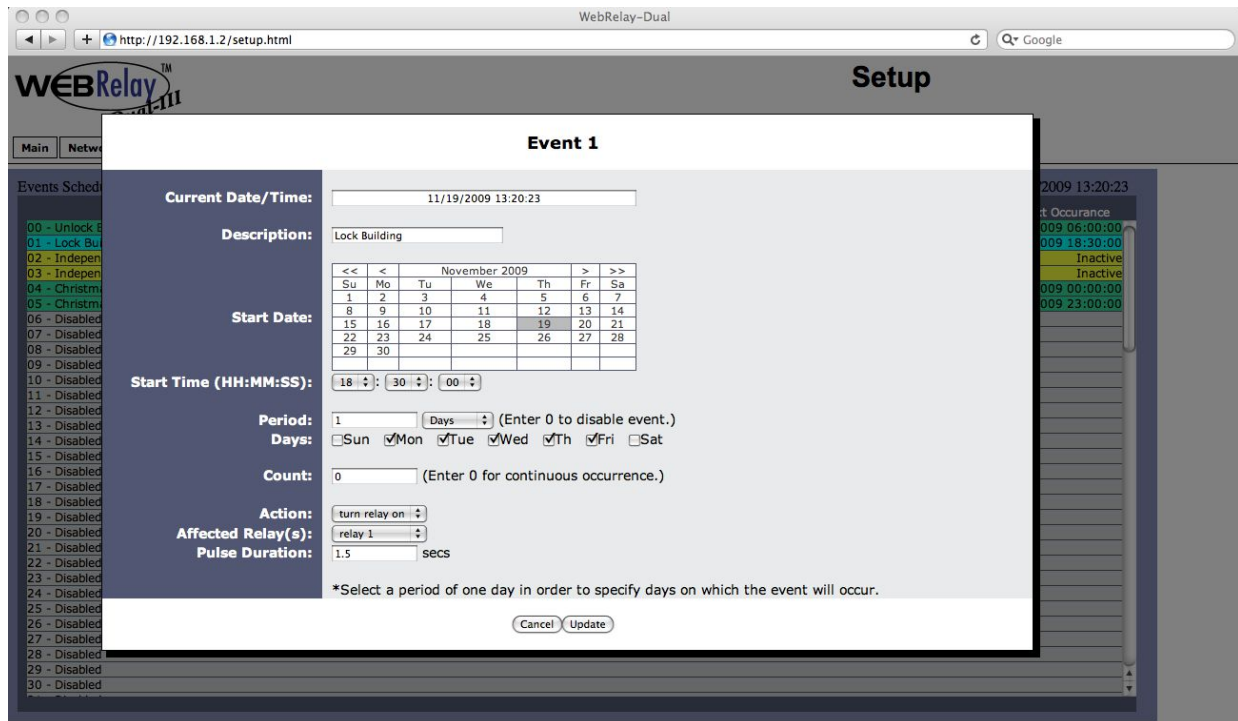 WebRelay-Dual
http://192.168.1.2/setup.html
Google
WEBRelay™
Setup
Dual-III
Main
Event 1
Events
2009 13:20:23
Current Date/Time: 11/19/2009 13:20:23
Occurance
Description: Lock Building
00 - Unlock
009 06:00:00
01 - Lock
009 18:30:00
02 -
Inactive
03 -
Inactive
04 -
009 00:00:00
05 -
009 23:00:00
<< < November 2009 > >>
Su Mo Tu We Th Fr Sa
1 2 3 4 5 6 7
8 9 10 11 12 13 14
15 16 17 18 19 20 21
22 23 24 25 26 27 28
29 30
Start Date:
06 - Disabled
07 - Disabled
08 - Disabled
09 - Disabled
10 - Disabled
11 - Disabled
12 - Disabled
13 - Disabled
14 - Disabled
15 - Disabled
16 - Disabled
17 - Disabled
18 - Disabled
19 - Disabled
20 - Disabled
21 - Disabled
22 - Disabled
23 - Disabled
24 - Disabled
25 - Disabled
26 - Disabled
27 - Disabled
28 - Disabled
29 - Disabled
30 - Disabled
Start Time (HH:MM:SS): 18 : 30 : 00
Period: 1 Days (Enter 0 to disable event.)
Days: Sun Mon Tue Wed Th Fri Sat
Count: 0 (Enter 0 for continuous occurrence.)
Action: turn relay on
Affected Relay(s): relay 1
Pulse Duration: 1.5 secs
*Select a period of one day in order to specify days on which the event will occur.
Cancel Update